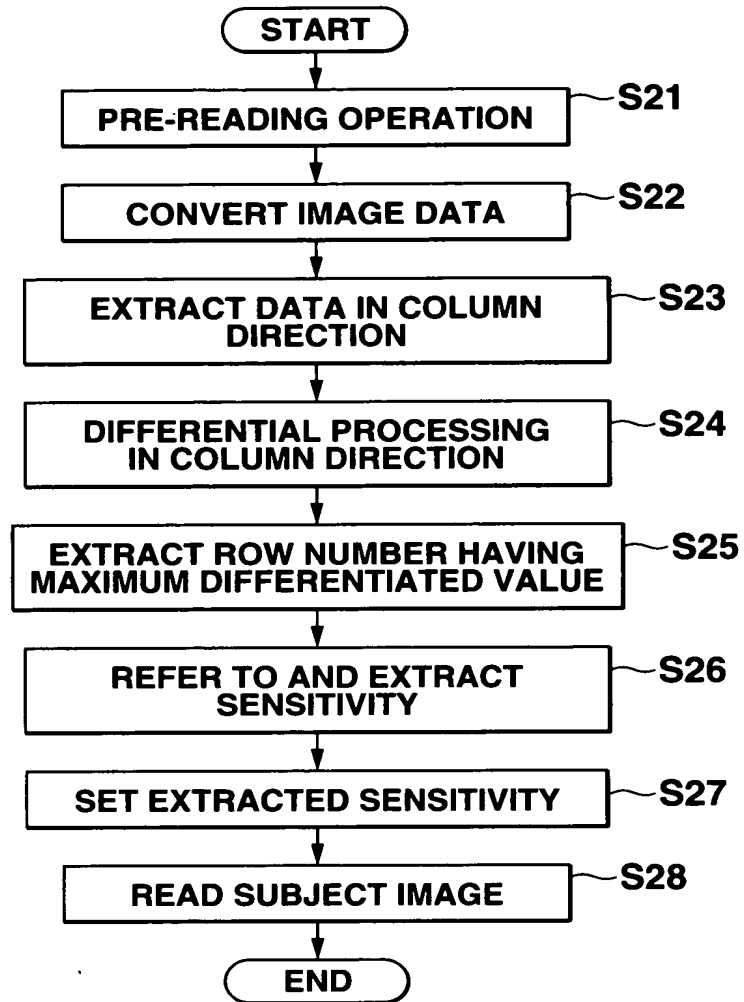 START
PRE-READING OPERATION
S21
CONVERT IMAGE DATA
S22
EXTRACT DATA IN COLUMN
DIRECTION
S23
DIFFERENTIAL PROCESSING
IN COLUMN DIRECTION
S24
EXTRACT ROW NUMBER HAVING
MAXIMUM DIFFERENTIATED VALUE
S25
REFER TO AND EXTRACT
SENSITIVITY
S26
SET EXTRACTED SENSITIVITY
S27
READ SUBJECT IMAGE
S28
END